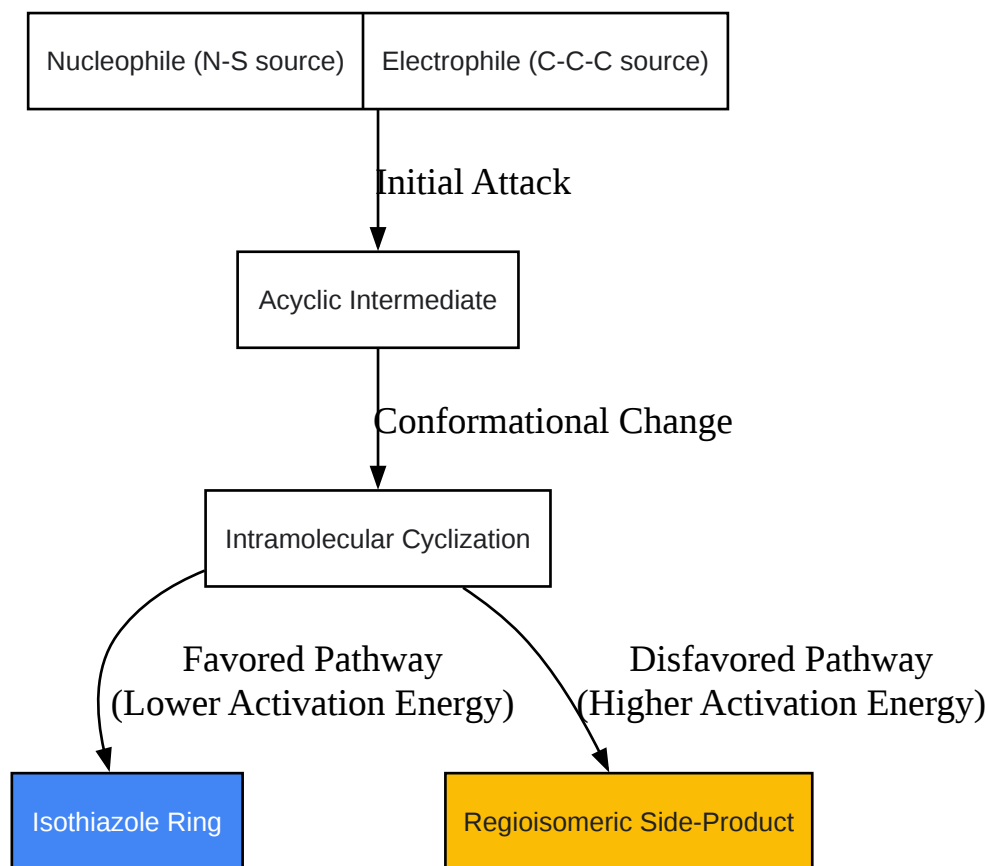 Nucleophile (N-S source)
Electrophile (C-C-C source)
Initial Attack
Acyclic Intermediate
Conformational Change
Intramolecular Cyclization
Favored Pathway
(Lower Activation Energy)
Disfavored Pathway
(Higher Activation Energy)
Isothiazole Ring
Regioisomeric Side-Product